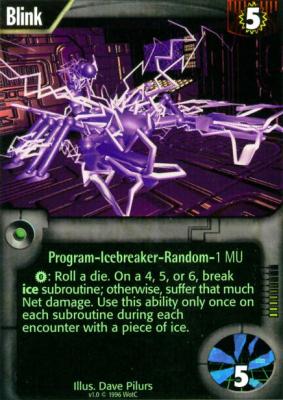 Blink
5
Program-Icebreaker-Random-1 MU
0: Roll a die. On a 4, 5, or 6, break
ice subroutine; otherwise, suffer that much
Net damage. Use this ability only once on
each subroutine during each
encounter with a piece of ice.
5
Illus. Dave Pilurs
v1.0 © 1996 WotC